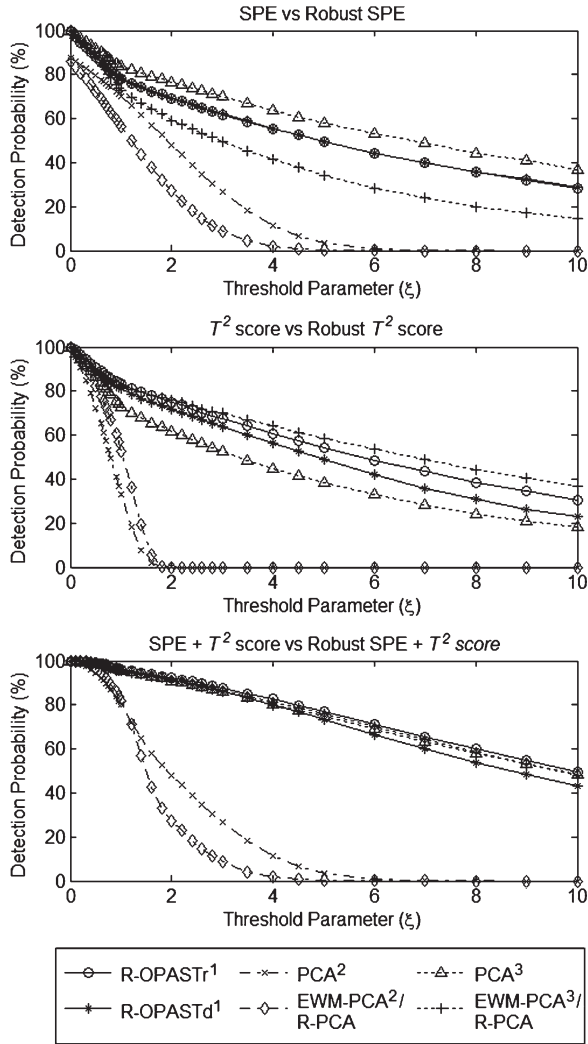 SPE vs Robust SPE
100
80
60
40
20
0
Detection Probability (%)
0 2 4 6 8 10
Threshold Parameter (ξ)
T² score vs Robust T² score
100
80
60
40
20
0
Detection Probability (%)
0 2 4 6 8 10
Threshold Parameter (ξ)
SPE + T² score vs Robust SPE + T² score
100
80
60
40
20
0
Detection Probability (%)
0 2 4 6 8 10
Threshold Parameter (ξ)
R-OPASTr¹ PCA² PCA³
R-OPASTd¹ EWM-PCA²/ EWM-PCA³/
R-PCA R-PCA